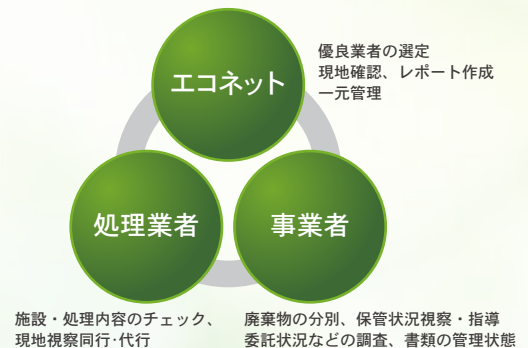 エコネット
優良業者の選定
現地確認、レポート作成
一元管理
処理業者
事業者
施設・処理内容のチェック、
現地視察同行・代行
廃棄物の分別、保管状況視察・指導
委託状況などの調査、書類の管理状態